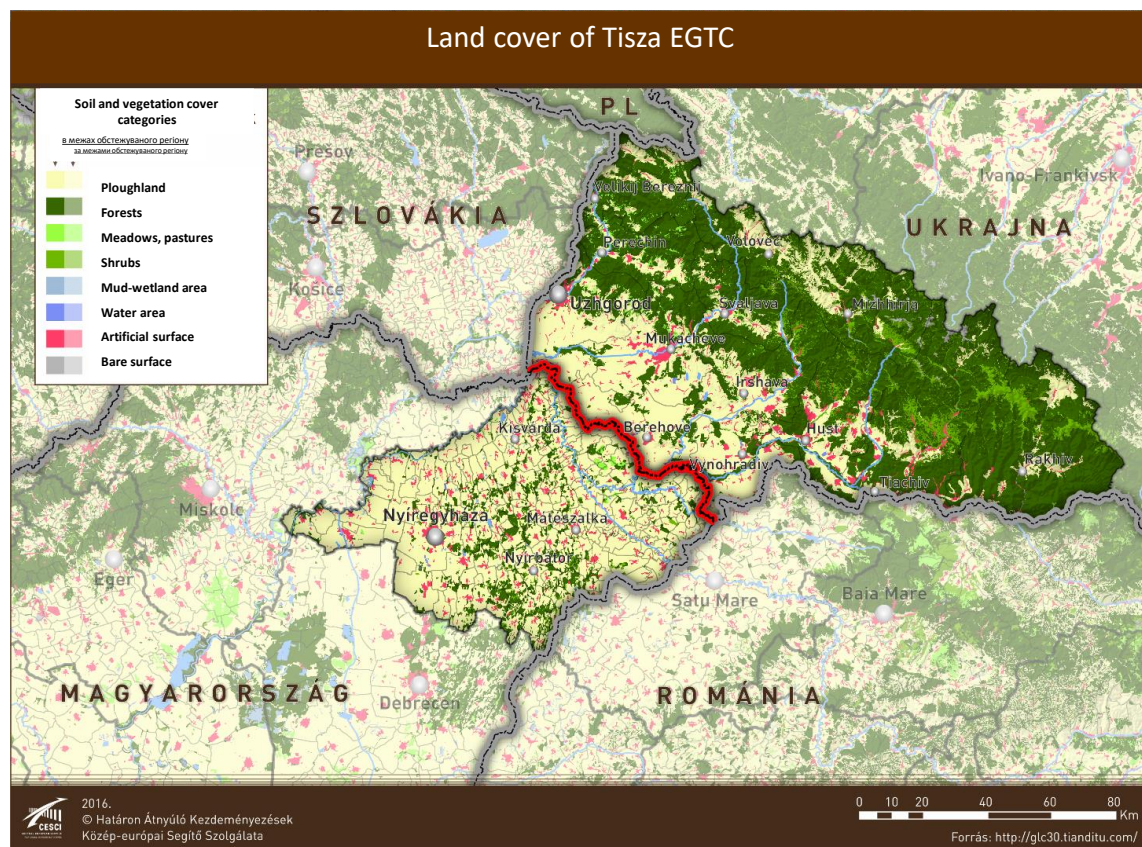 Land cover of Tisza EGTC
Soil and vegetation cover
categories
в межах обстежуваного регіону
за межами обстежуваного регіону
Ploughland
Forests
Meadows, pastures
Shrubs
Mud-wetland area
Water area
Artificial surface
Bare surface
PL
Presov
Ivano-Frankivsk
Velikij Bereznij
SZLOVÁKIA
UKRAJNA
Perechin
Volovec
Košice
Uzhgorod
Svaljava
Mizhhirja
Mukacheve
Irshava
Kisvárda
Berehove
Hust
Vynohradiv
Rakhiv
Tjachiv
Miskolc
Nyíregyháza
Mátészalka
Eger
Nyírbátor
Satu Mare
Baia Mare
MAGYARORSZÁG
ROMÁNIA
Debrecen
CESCI
2016.
© Határon Átnyúló Kezdeményezések
Közép-európai Segítő Szolgálata
0 10 20 40 60 80
Km
Forrás: http://glc30.tianditu.com/